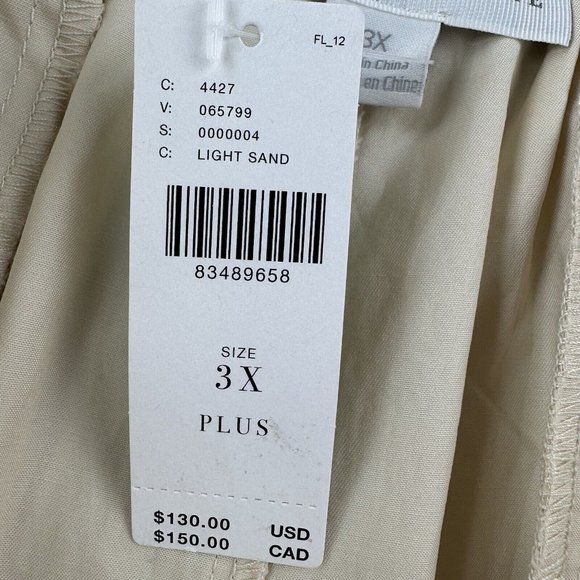 FL_12
C: 4427
V: 065799
S: 0000004
C: LIGHT SAND
83489658
SIZE
3X
PLUS
$130.00 USD
$150.00 CAD
3X
in China
en Chine